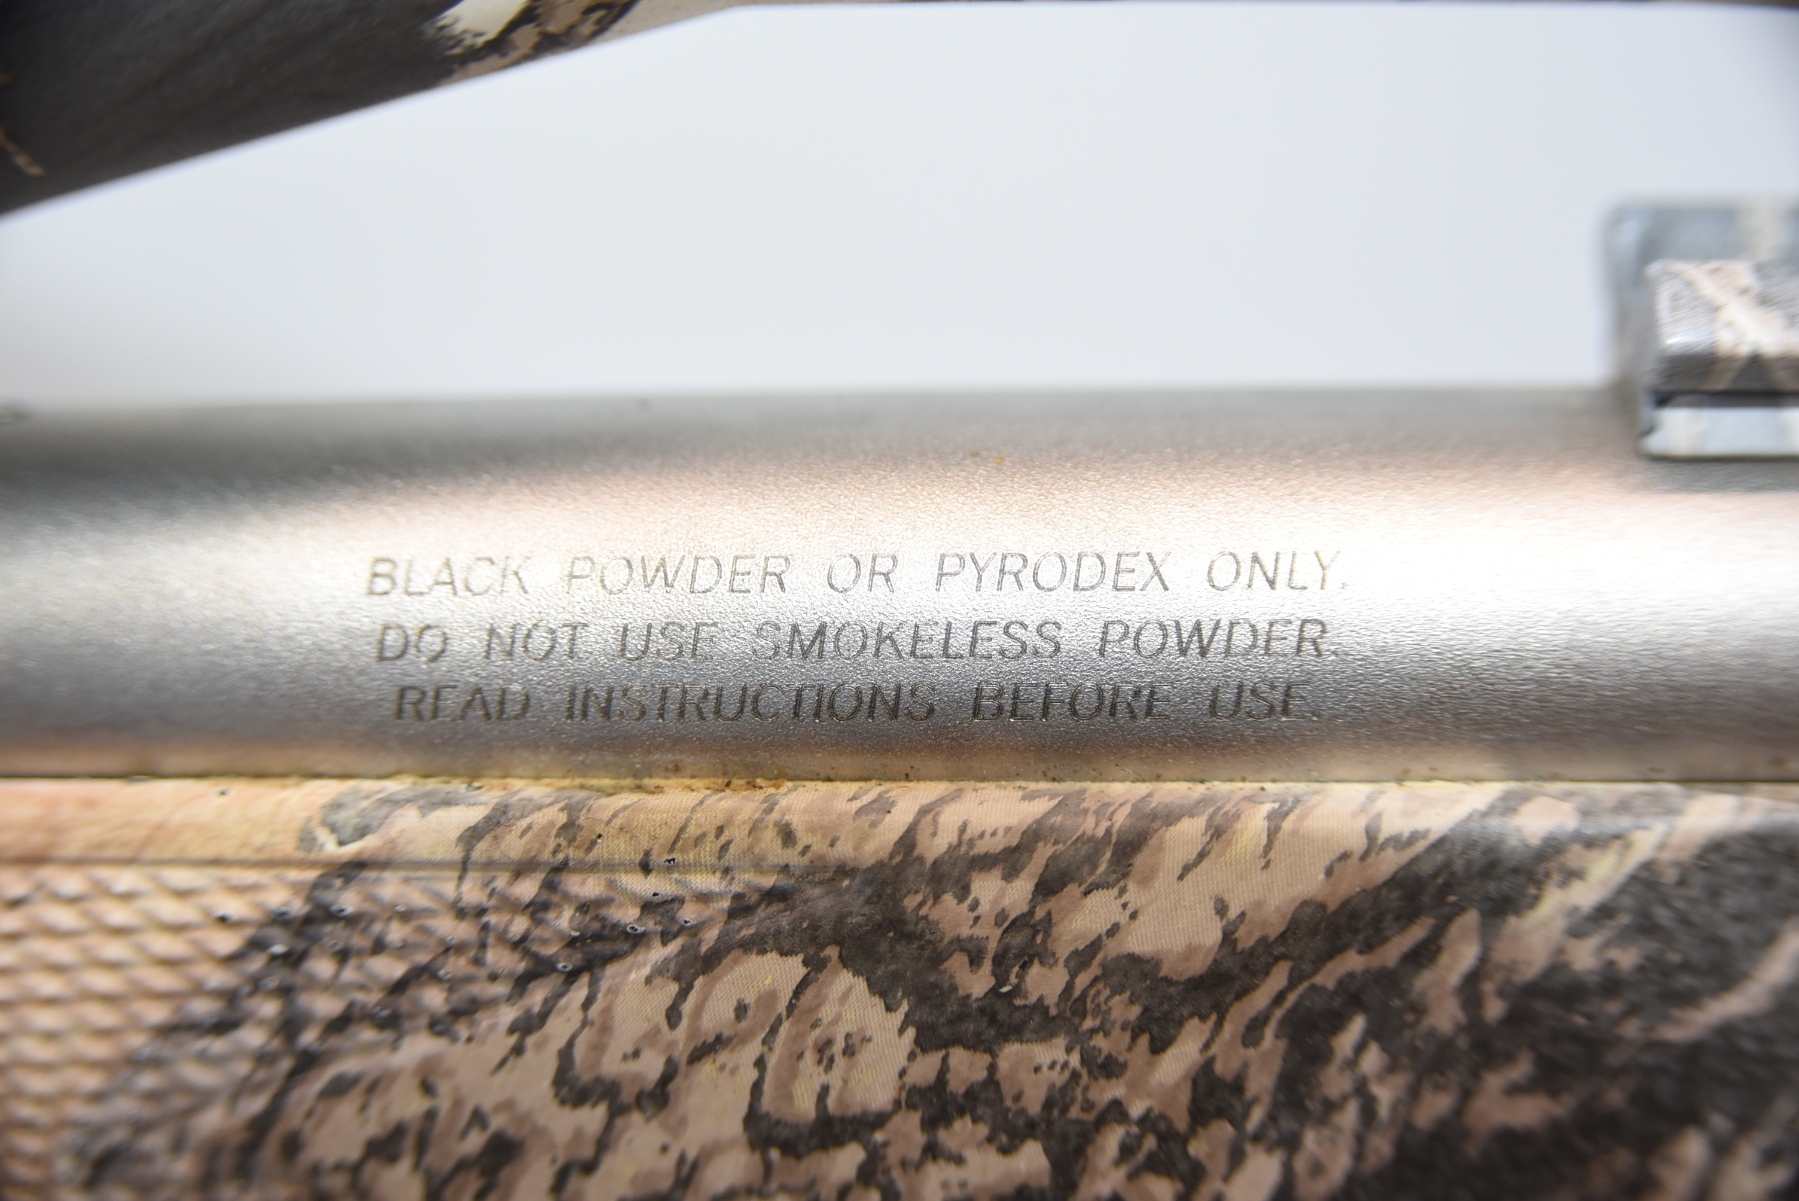 BLACK POWDER OR PYRODEX ONLY.
DO NOT USE SMOKELESS POWDER.
READ INSTRUCTIONS BEFORE USE.